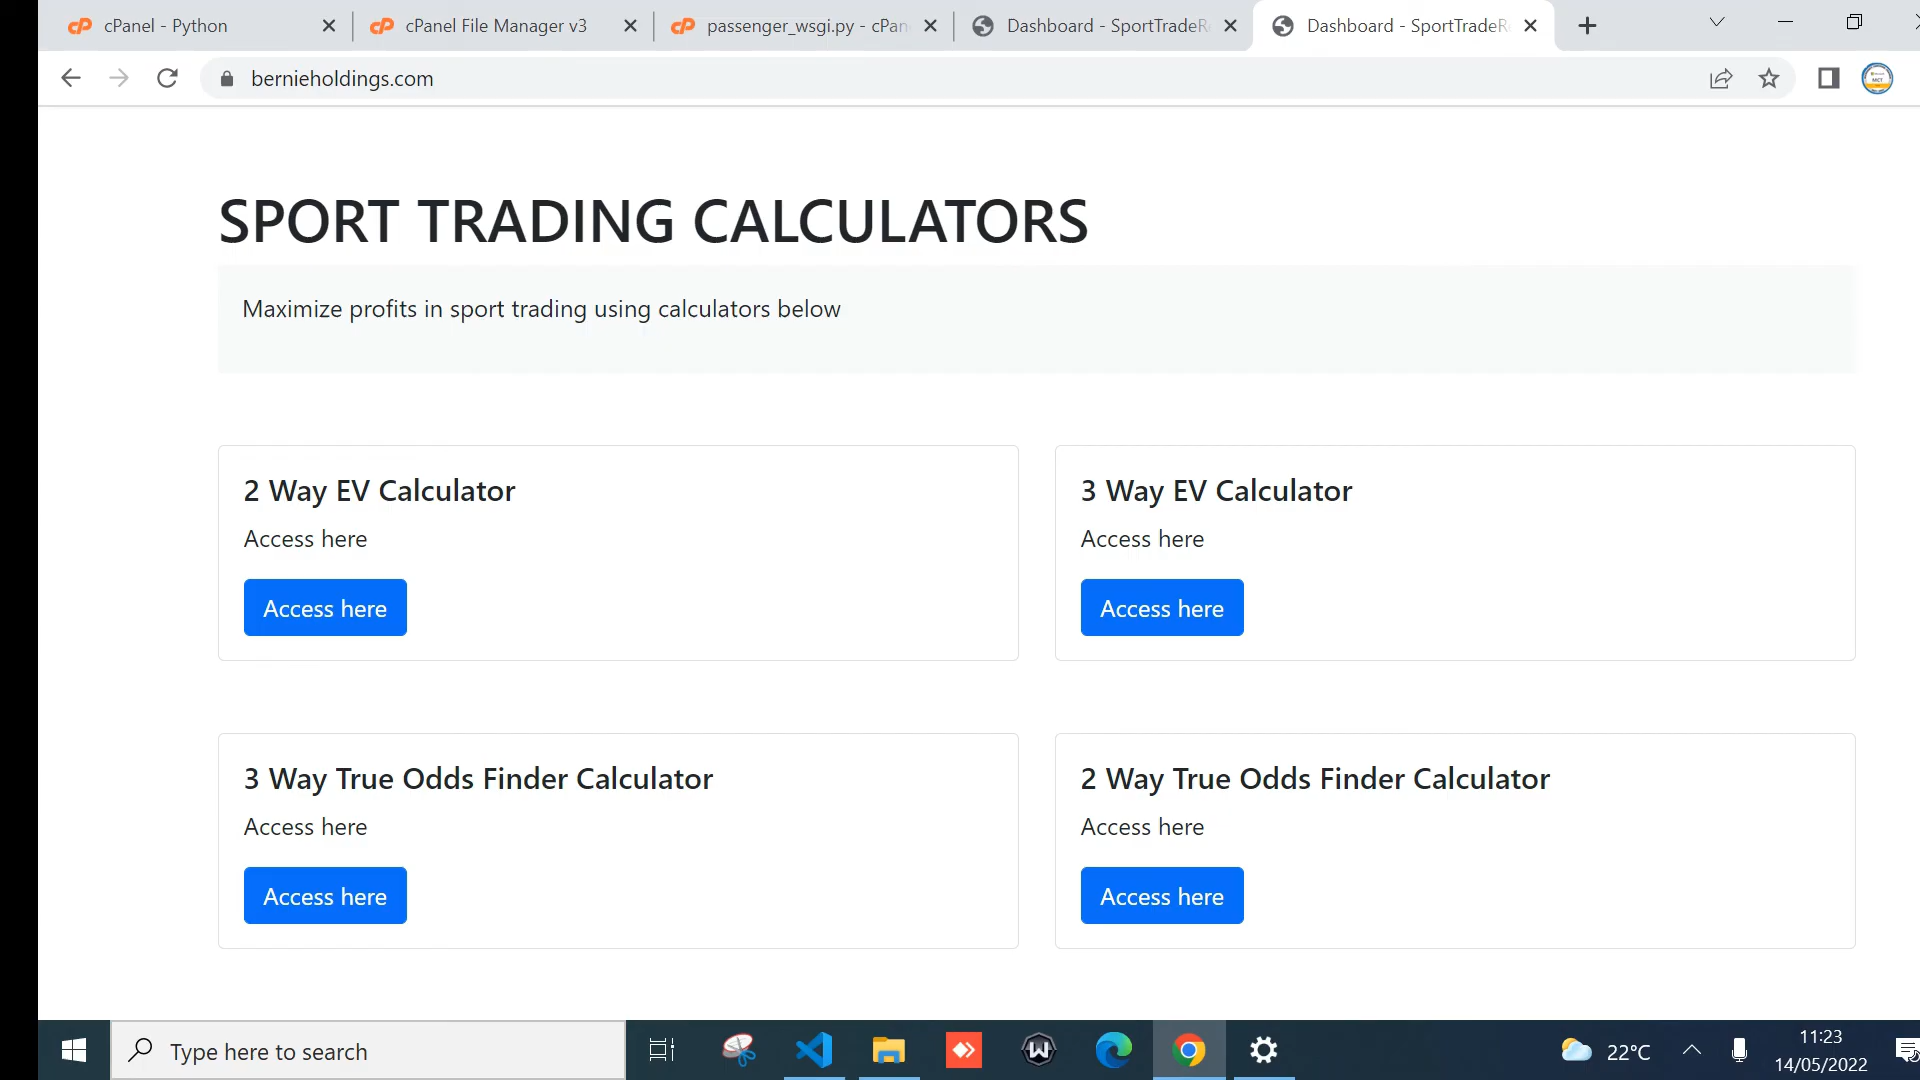 cPanel - Python
cPanel File Manager v3
passenger_wsgi.py - cPan
Dashboard - SportTradeR
Dashboard - SportTradeR
bernieholdings.com
SPORT TRADING CALCULATORS
Maximize profits in sport trading using calculators below
2 Way EV Calculator
Access here
Access here
3 Way EV Calculator
Access here
Access here
3 Way True Odds Finder Calculator
Access here
Access here
2 Way True Odds Finder Calculator
Access here
Access here
Type here to search
22°C
11:23
14/05/2022